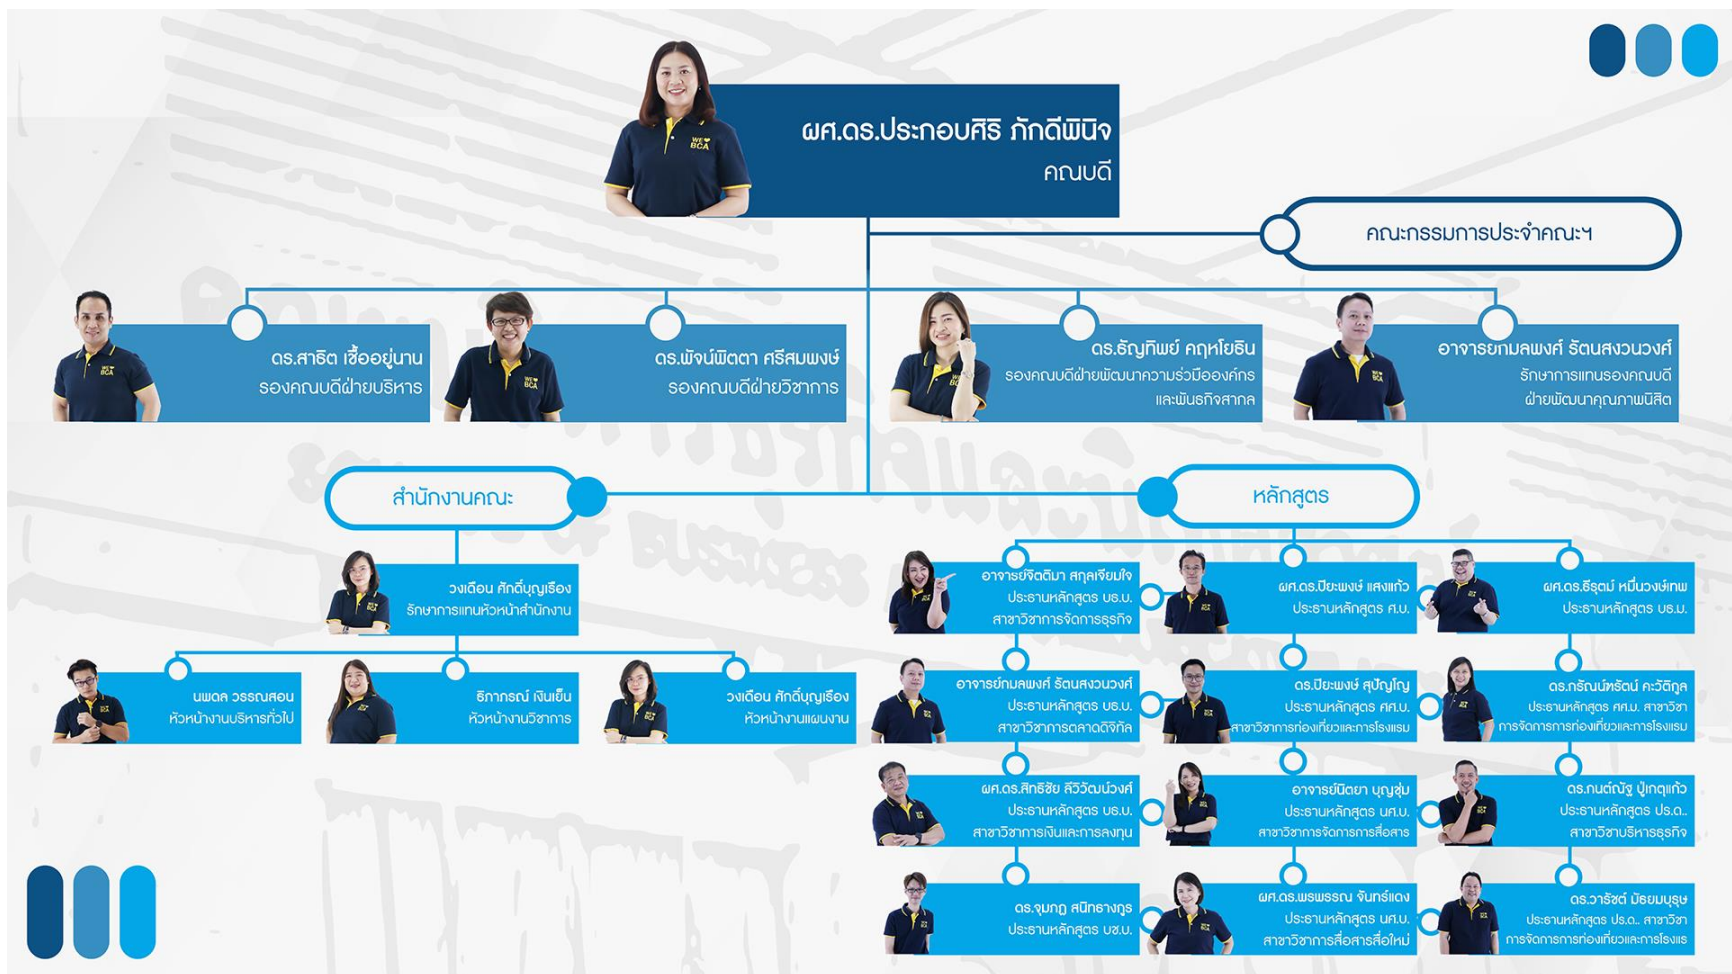 ผศ.ดร.ประกอบศิริ ภักดีพินิจ
คณบดี
WE♥
BCA
คณะกรรมการประจำคณะฯ
ดร.สาธิต เชื้ออยู่นาน
รองคณบดีฝ่ายบริหาร
ดร.พัจน์พิตตา ศรีสมพงษ์
รองคณบดีฝ่ายวิชาการ
ดร.ธัญทิพย์ คฤหโยธิน
รองคณบดีฝ่ายพัฒนาความร่วมมือองค์กร
และพันธกิจสากล
อาจารย์กมลพงศ์ รัตนสงวนวงศ์
รักษาการแทนรองคณบดี
ฝ่ายพัฒนาคุณภาพนิสิต
สำนักงานคณะ
หลักสูตร
วงเดือน ศักดิ์บุญเรือง
รักษาการแทนหัวหน้าสำนักงาน
นพดล วรรณสอน
หัวหน้างานบริหารทั่วไป
ธิภาภรณ์ เงินเย็น
หัวหน้างานวิชาการ
วงเดือน ศักดิ์บุญเรือง
หัวหน้างานแผนงาน
อาจารย์จิตติมา สกุลเจียมใจ
ประธานหลักสูตร บธ.บ.
สาขาวิชาการจัดการธุรกิจ
ผศ.ดร.ปิยะพงษ์ แสงแก้ว
ประธานหลักสูตร ศ.บ.
ผศ.ดร.ธีรุตม์ หมื่นวงษ์เทพ
ประธานหลักสูตร บธ.ม.
อาจารย์กมลพงศ์ รัตนสงวนวงศ์
ประธานหลักสูตร บธ.บ.
สาขาวิชาการตลาดดิจิทัล
ดร.ปิยะพงษ์ สุปัญโญ
ประธานหลักสูตร ศศ.บ.
สาขาวิชาการท่องเที่ยวและการโรงแรม
ดร.กรัณน์ฑรัตน์ คะวัติกูล
ประธานหลักสูตร ศศ.ม. สาขาวิชา
การจัดการการท่องเที่ยวและการโรงแรม
ผศ.ดร.สิทธิชัย ลีวิวัฒน์วงศ์
ประธานหลักสูตร บธ.บ.
สาขาวิชาการเงินและการลงทุน
อาจารย์นิตยา บุญชุ่ม
ประธานหลักสูตร นศ.บ.
สาขาวิชาการจัดการการสื่อสาร
ดร.กนต์ณัฐ ปู่เกตุแก้ว
ประธานหลักสูตร ปร.ด..
สาขาวิชาบริหารธุรกิจ
ดร.จุมภฏ สนิทธางกูร
ประธานหลักสูตร บช.บ.
ผศ.ดร.พรพรรณ จันทร์แดง
ประธานหลักสูตร นศ.บ.
สาขาวิชาการสื่อสารสื่อใหม่
ดร.วารัชต์ มัธยมบุรุษ
ประธานหลักสูตร ปร.ด.. สาขาวิชา
การจัดการการท่องเที่ยวและการโรงแร